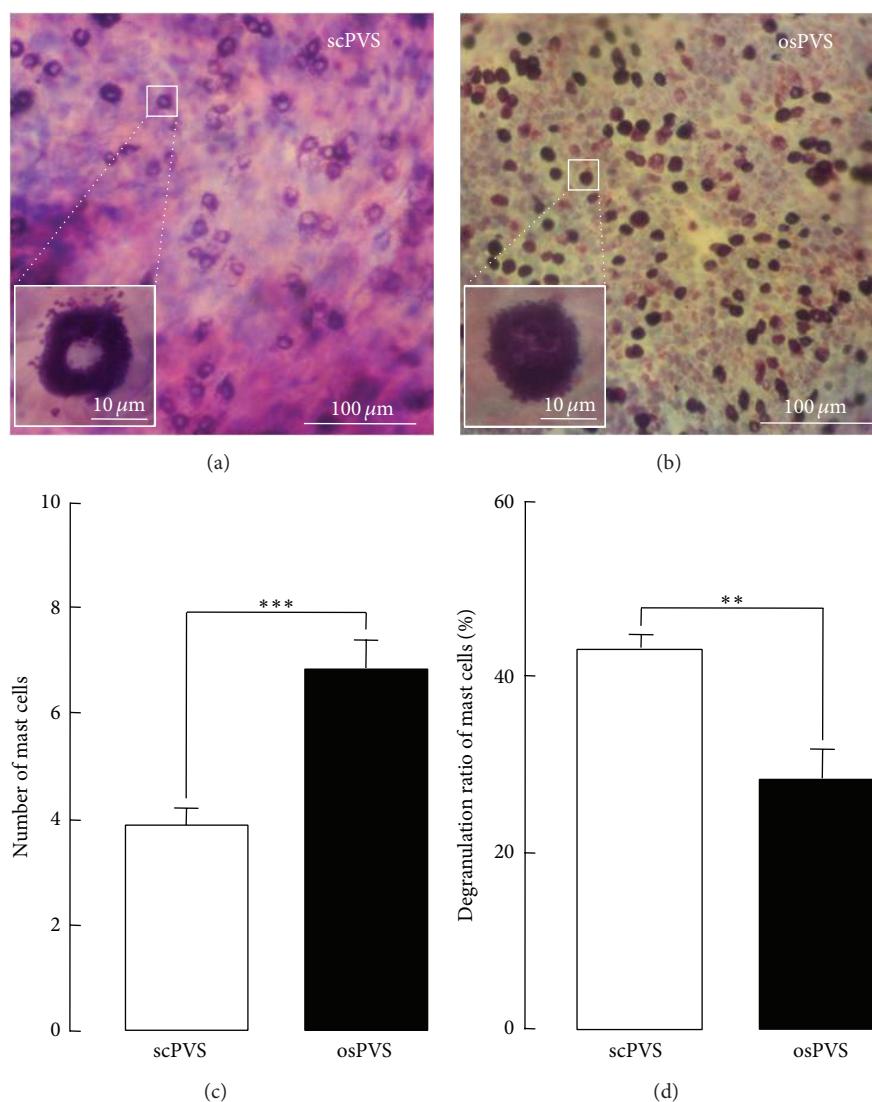 scPVS
10 μm
100 μm
(a)
osPVS
10 μm
100 μm
(b)
Number of mast cells
10
8
6
4
2
0
***
scPVS
osPVS
(c)
Degranulation ratio of mast cells (%)
60
40
20
0
**
scPVS
osPVS
(d)